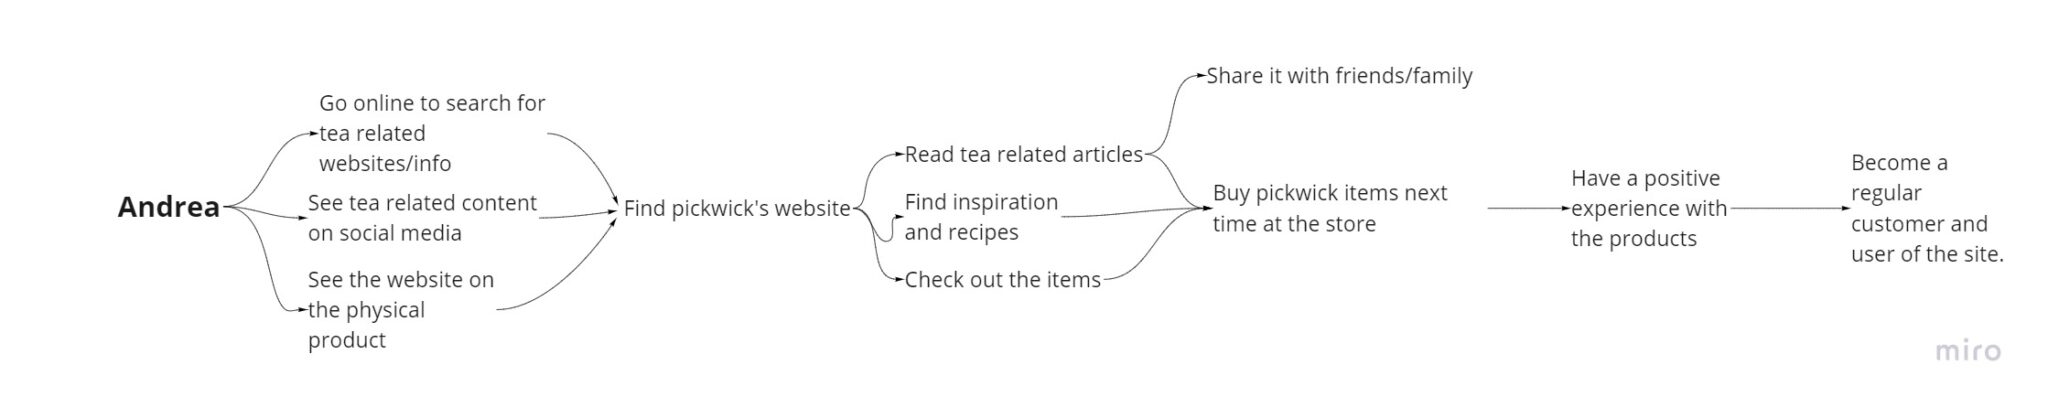 Andrea
Go online to search for
tea related
websites/info
See tea related content
on social media
See the website on
the physical
product
Find pickwick's website
Read tea related articles
Find inspiration
and recipes
Check out the items
Share it with friends/family
Buy pickwick items next
time at the store
Have a positive
experience with
the products
Become a
regular
customer and
user of the site.
miro